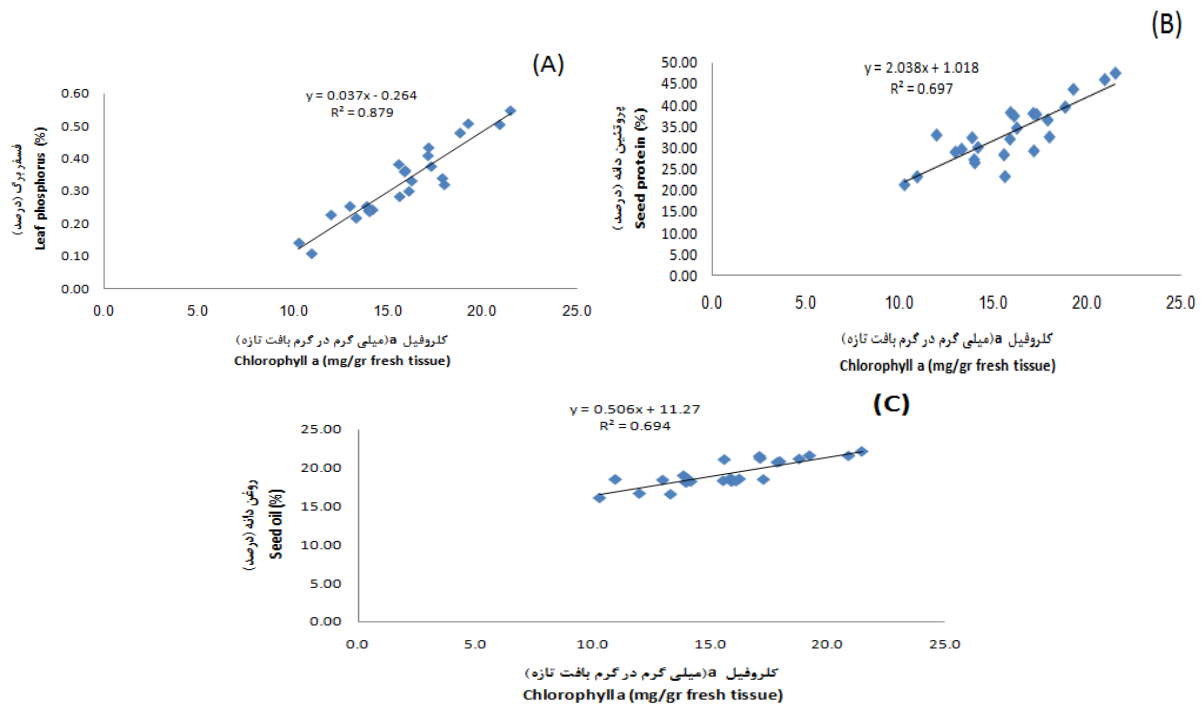 (A)
y = 0.037x - 0.264
R² = 0.879
0.60
0.50
0.40
0.30
0.20
0.10
0.00
فسفر برگ (درصد)
Leaf phosphorus (%)
0.0 5.0 10.0 15.0 20.0 25.0
کلروفیل a(میلی گرم در گرم بافت تازه)
Chlorophyll a (mg/gr fresh tissue)
(B)
y = 2.038x + 1.018
R² = 0.697
50.00
45.00
40.00
35.00
30.00
25.00
20.00
15.00
10.00
5.00
0.00
پروتئین دانه (درصد)
Seed protein (%)
0.0 5.0 10.0 15.0 20.0 25.0
کلروفیل a(میلی گرم در گرم بافت تازه)
Chlorophyll a (mg/gr fresh tissue)
(C)
y = 0.506x + 11.27
R² = 0.694
25.00
20.00
15.00
10.00
5.00
0.00
روغن دانه (درصد)
Seed oil (%)
0.0 5.0 10.0 15.0 20.0 25.0
کلروفیل a(میلی گرم در گرم بافت تازه)
Chlorophyll a (mg/gr fresh tissue)